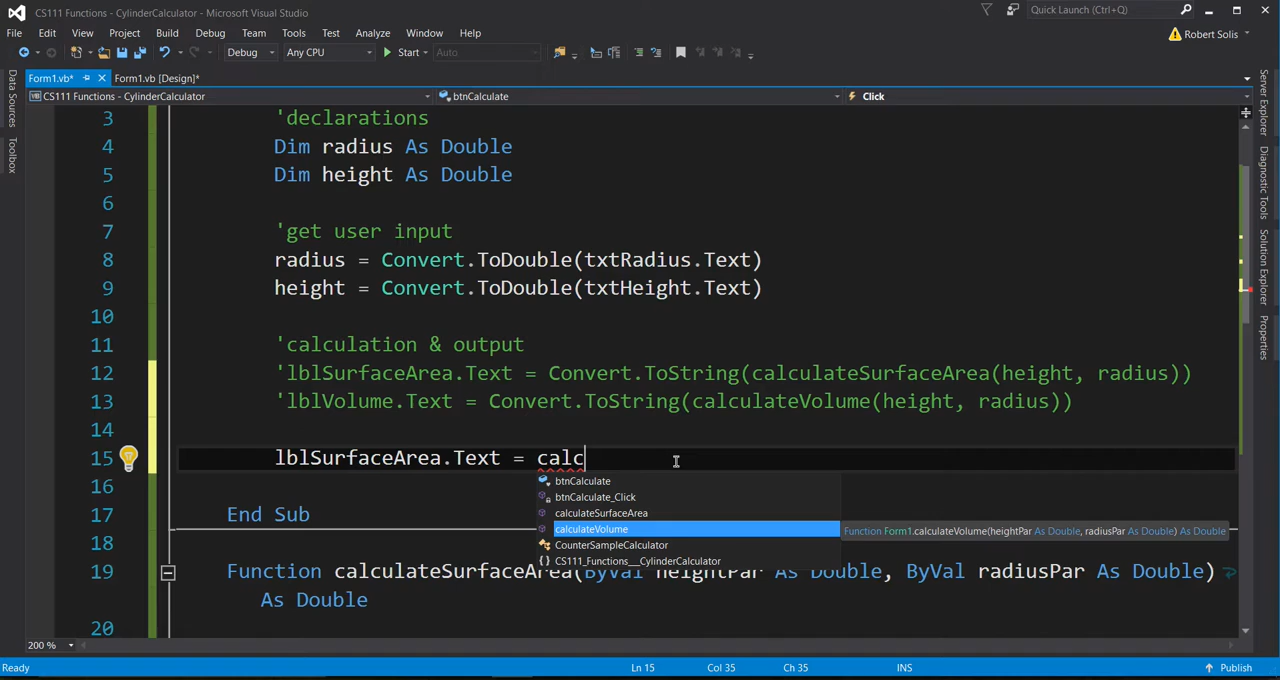 CS111 Functions - CylinderCalculator - Microsoft Visual Studio
Quick Launch (Ctrl+Q)
File Edit View Project Build Debug Team Tools Test Analyze Window Help
Robert Solis
Debug Any CPU Start Auto
Form1.vb* Form1.vb [Design]*
CS111 Functions - CylinderCalculator btnCalculate Click
Data Sources
Toolbox
Server Explorer
Diagnostic Tools
Solution Explorer
Properties
3 'declarations
4 Dim radius As Double
5 Dim height As Double
6
7 'get user input
8 radius = Convert.ToDouble(txtRadius.Text)
9 height = Convert.ToDouble(txtHeight.Text)
10
11 'calculation & output
12 'lblSurfaceArea.Text = Convert.ToString(calculateSurfaceArea(height, radius))
13 'lblVolume.Text = Convert.ToString(calculateVolume(height, radius))
14
15 lblSurfaceArea.Text = calc
btnCalculate
16 btnCalculate_Click
calculateSurfaceArea
17 End Sub
calculateVolume Function Form1.calculateVolume(heightPar As Double, radiusPar As Double) As Double
18 CounterSampleCalculator
CS111_Functions__CylinderCalculator
19 Function calculateSurfaceArea(ByVal heightPar As Double, ByVal radiusPar As Double)
As Double
20
200 %
Ready Ln 15 Col 35 Ch 35 INS Publish